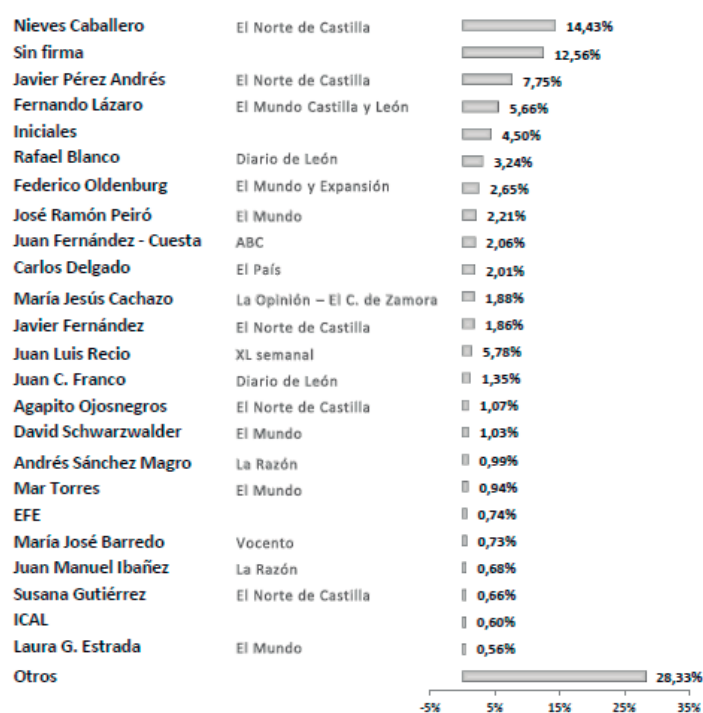 Nieves Caballero El Norte de Castilla 14,43%
Sin firma 12,56%
Javier Pérez Andrés El Norte de Castilla 7,75%
Fernando Lázaro El Mundo Castilla y León 5,66%
Iniciales 4,50%
Rafael Blanco Diario de León 3,24%
Federico Oldenburg El Mundo y Expansión 2,65%
José Ramón Peiró El Mundo 2,21%
Juan Fernández - Cuesta ABC 2,06%
Carlos Delgado El País 2,01%
María Jesús Cachazo La Opinión – El C. de Zamora 1,88%
Javier Fernández El Norte de Castilla 1,86%
Juan Luis Recio XL semanal 5,78%
Juan C. Franco Diario de León 1,35%
Agapito Ojosnegros El Norte de Castilla 1,07%
David Schwarzwalder El Mundo 1,03%
Andrés Sánchez Magro La Razón 0,99%
Mar Torres El Mundo 0,94%
EFE 0,74%
María José Barredo Vocento 0,73%
Juan Manuel Ibañez La Razón 0,68%
Susana Gutiérrez El Norte de Castilla 0,66%
ICAL 0,60%
Laura G. Estrada El Mundo 0,56%
Otros 28,33%
-5% 5% 15% 25% 35%